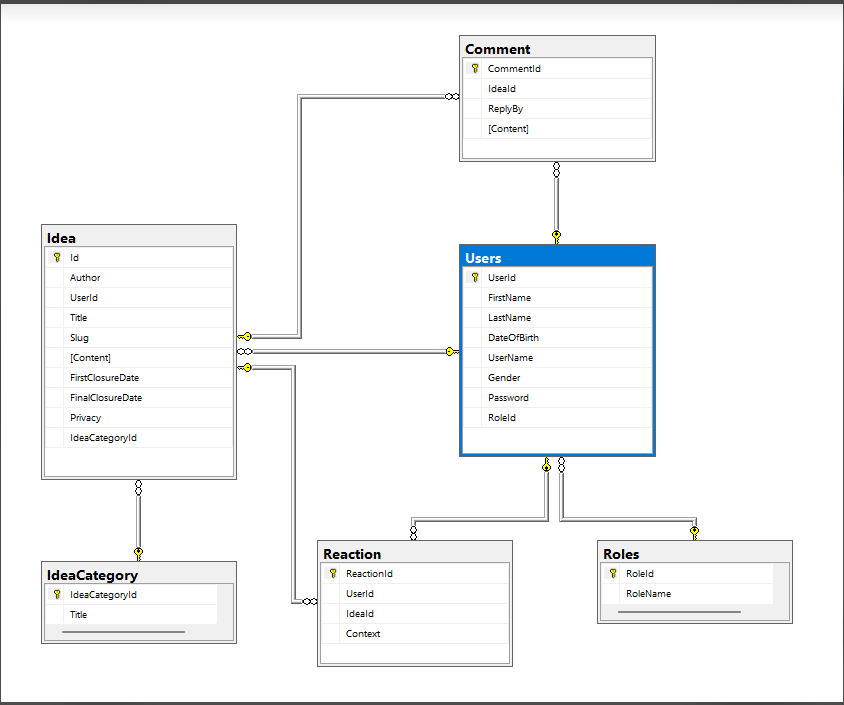 Comment
CommentId
IdeaId
ReplyBy
[Content]
Idea
Id
Author
UserId
Title
Slug
[Content]
FirstClosureDate
FinalClosureDate
Privacy
IdeaCategoryId
Users
UserId
FirstName
LastName
DateOfBirth
UserName
Gender
Password
RoleId
IdeaCategory
IdeaCategoryId
Title
Reaction
ReactionId
UserId
IdeaId
Context
Roles
RoleId
RoleName